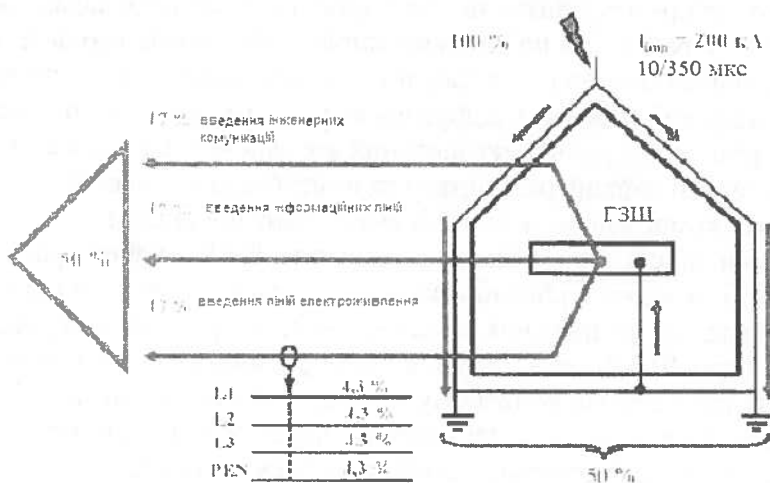 100 %
Iimp – 200 кА
10/350 мкс
17 % введення інженерних
комунікацій
17 % введення інформаційних ліній
ГЗШ
50 %
17 % введення ліній електроживлення
L1 4,3 %
L2 4,3 %
L3 4,3 %
PEN 4,3 %
50 %